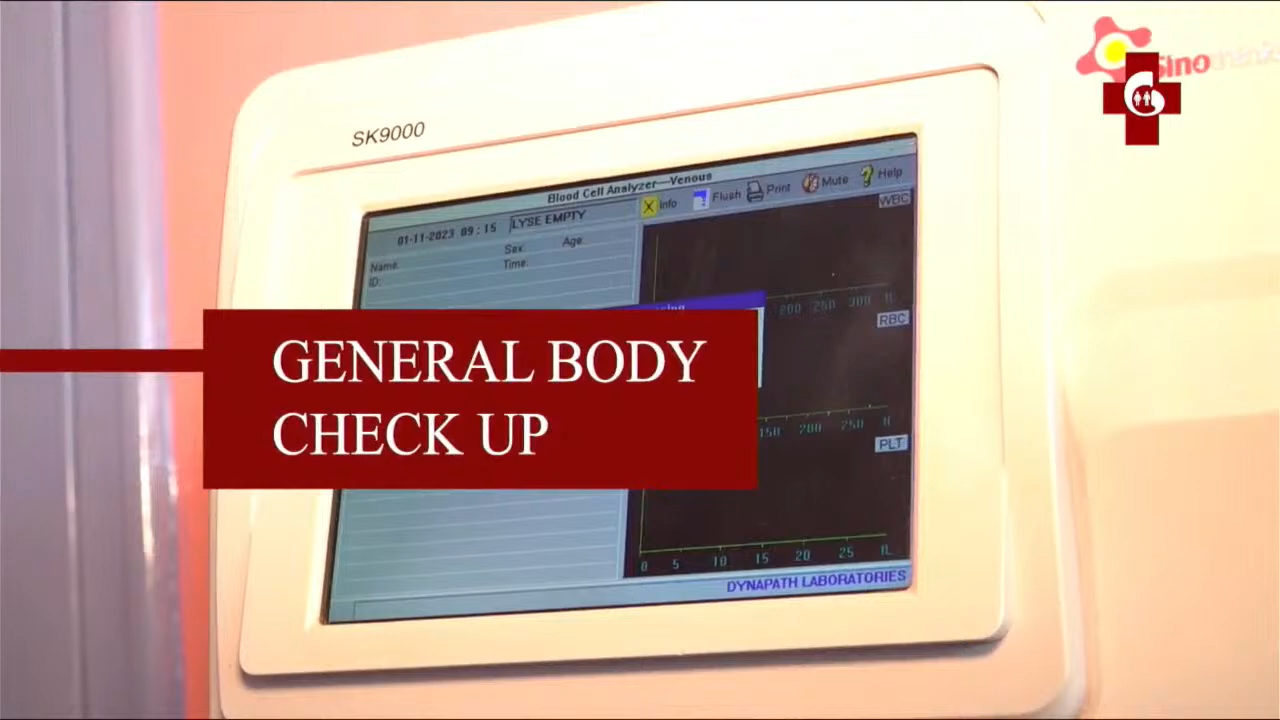 Sino
SK9000
Blood Cell Analyzer—Venous
01-11-2023 09:15 LYSE EMPTY
Info Flush Print Mute Help
Name:
Sex: Age:
ID:
Time:
WBC
200 250 300 fL
RBC
GENERAL BODY
CHECK UP
150 200 250 fL
PLT
0 5 10 15 20 25 fL
DYNAPATH LABORATORIES